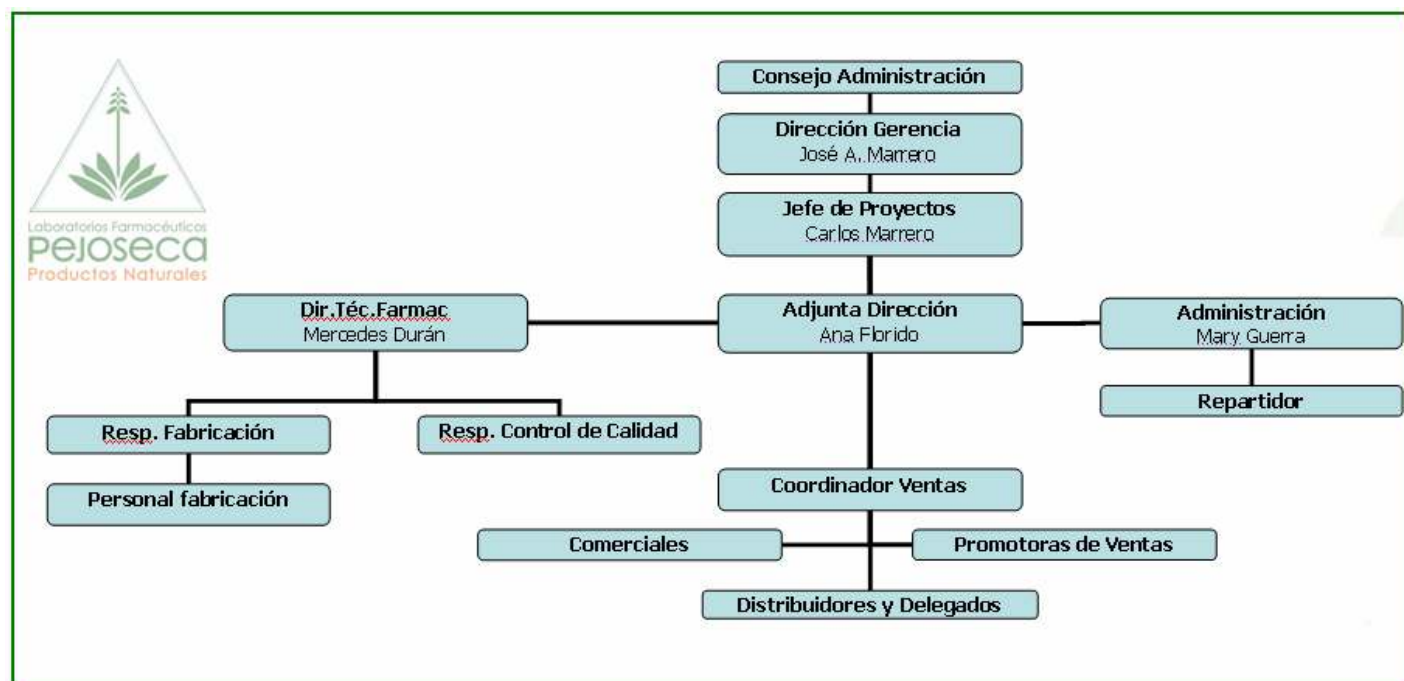 Consejo Administración
Dirección Gerencia
José A. Marrero
Jefe de Proyectos
Carlos Marrero
Laboratorios Farmacéuticos
Pejoseca
Productos Naturales
Dir.Téc.Farmac
Mercedes Durán
Adjunta Dirección
Ana Florido
Administración
Mary Guerra
Repartidor
Resp. Fabricación
Resp. Control de Calidad
Personal fabricación
Coordinador Ventas
Comerciales
Promotoras de Ventas
Distribuidores y Delegados